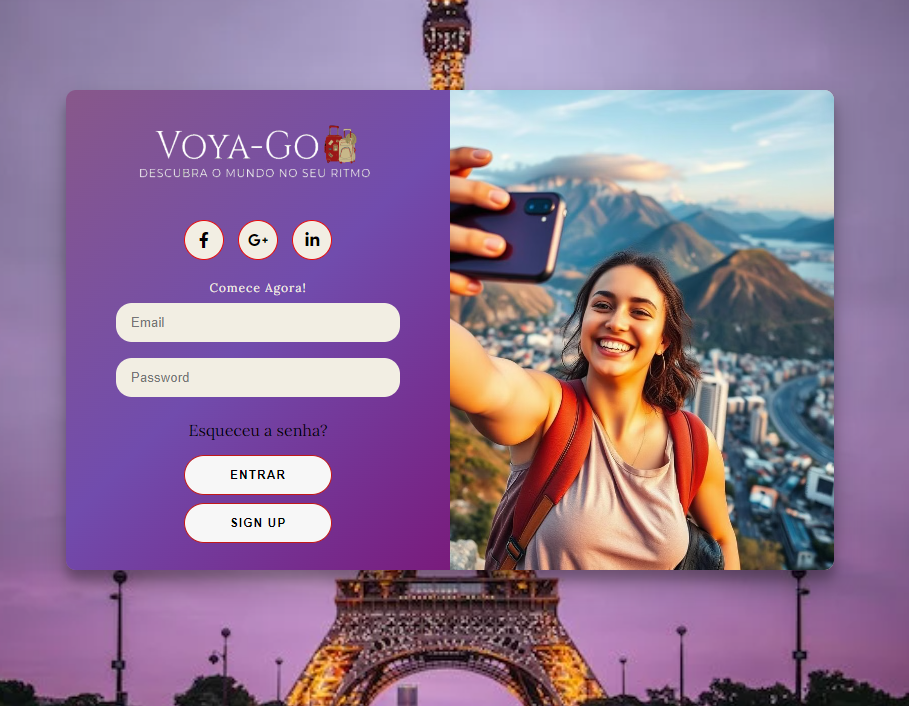 VOYA-GO
DESCUBRA O MUNDO NO SEU RITMO
f G+ in
Comece Agora!
Email
Password
Esqueceu a senha?
ENTRAR
SIGN UP